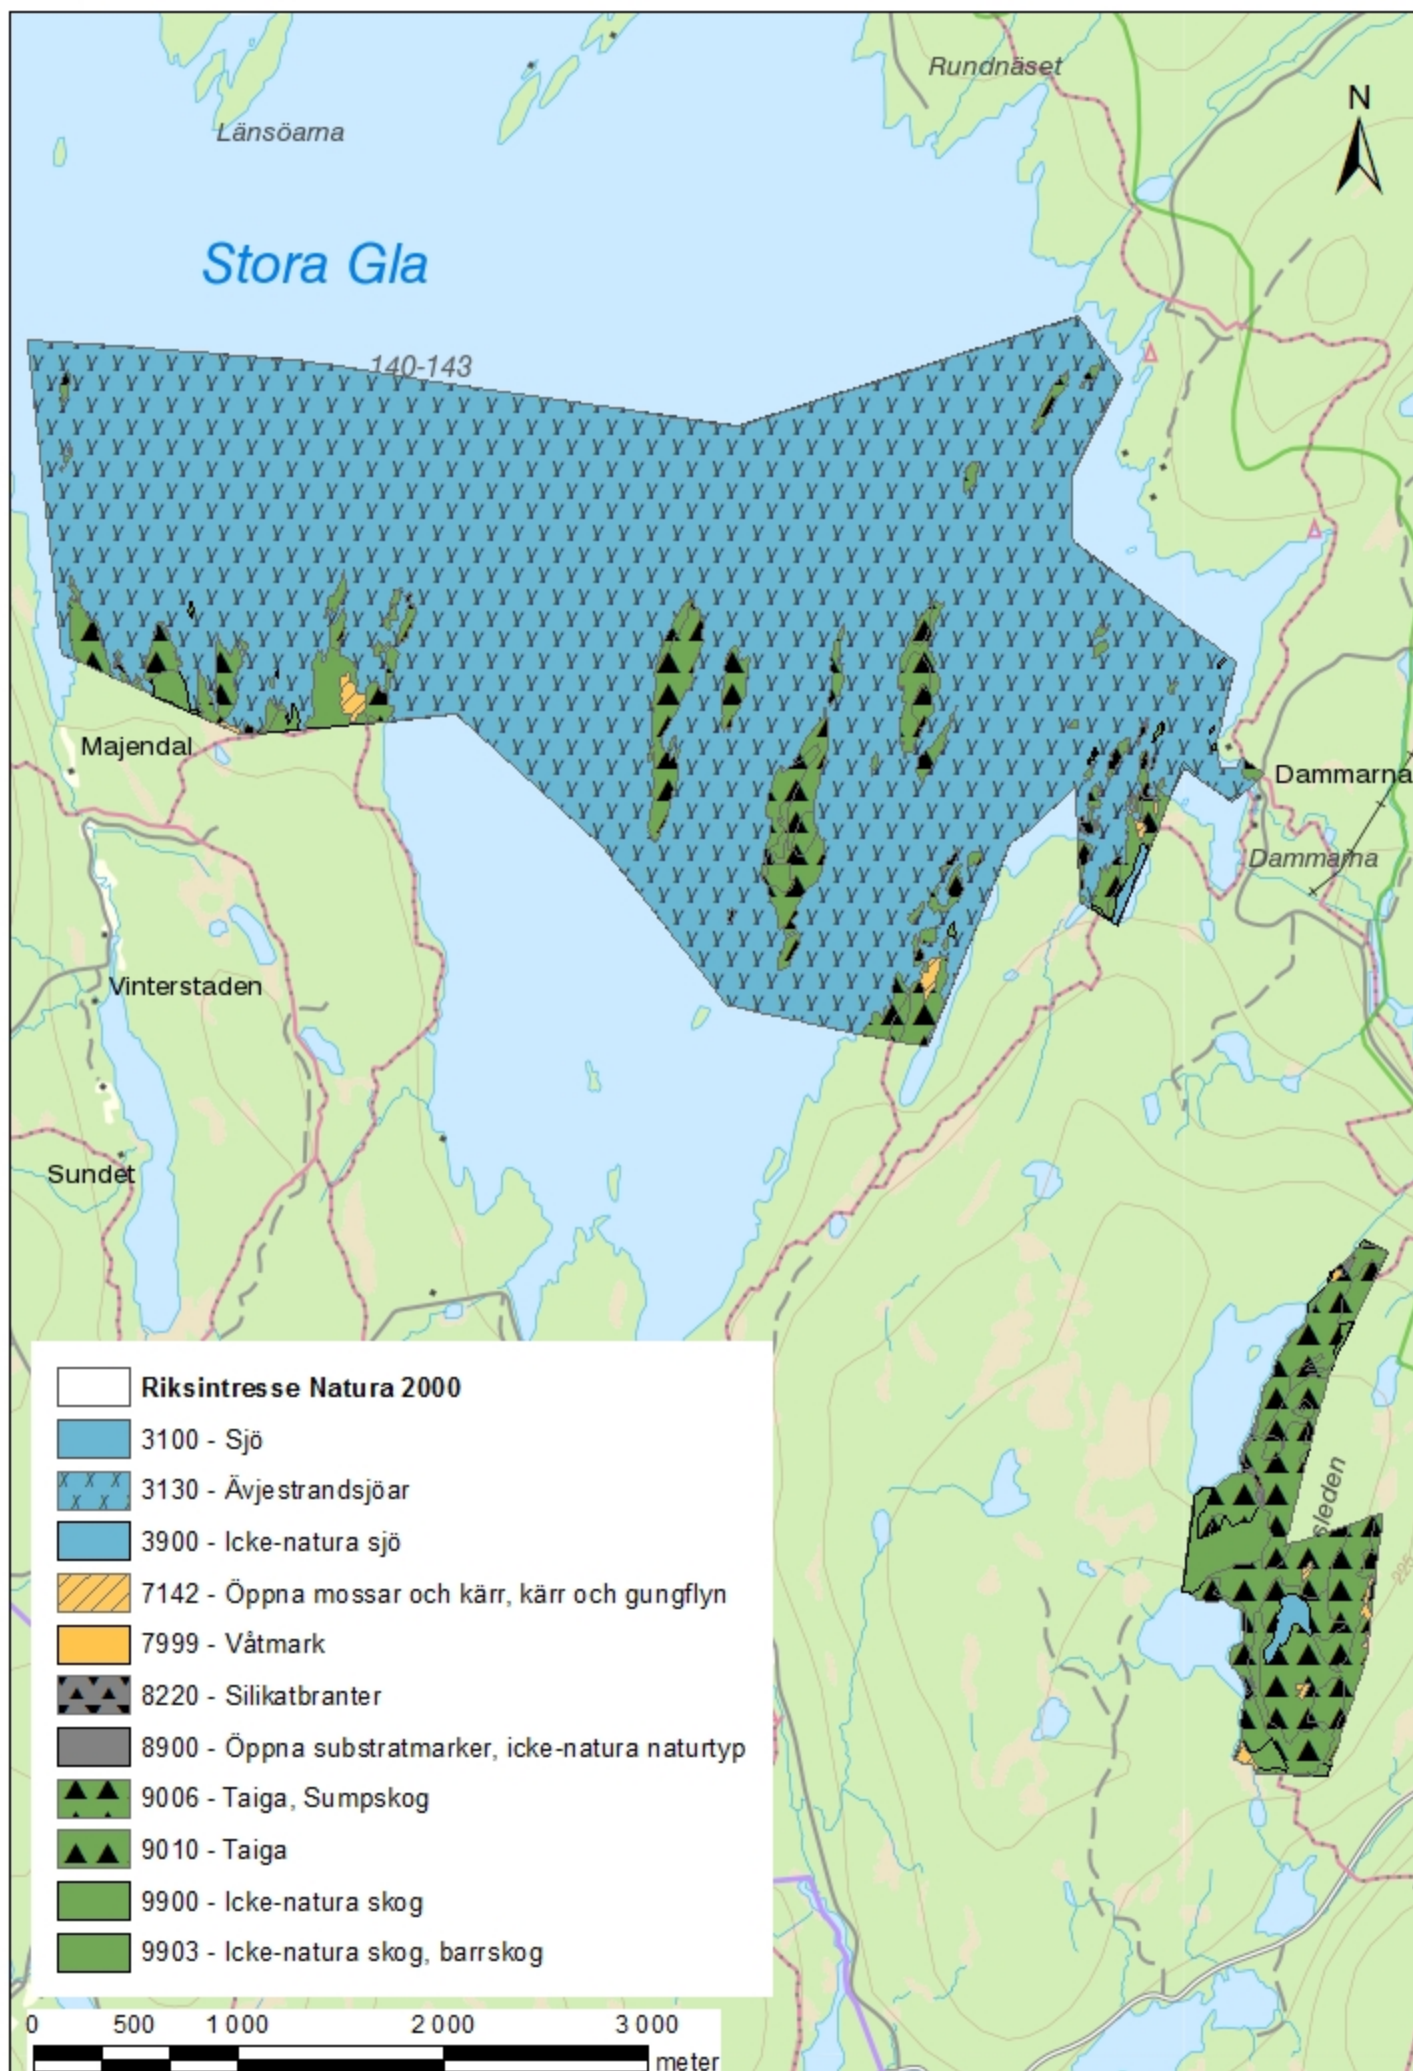 Rundnäset
N
Länsöarna
Stora Gla
140-143
Majendal
Dammarna
Dammarna
Vinterstaden
Sundet
sleden
225
Riksintresse Natura 2000
3100 - Sjö
3130 - Ävjestrandsjöar
3900 - Icke-natura sjö
7142 - Öppna mossar och kärr, kärr och gungflyn
7999 - Våtmark
8220 - Silikatbranter
8900 - Öppna substratmarker, icke-natura naturtyp
9006 - Taiga, Sumpskog
9010 - Taiga
9900 - Icke-natura skog
9903 - Icke-natura skog, barrskog
0 500 1 000 2 000 3 000
meter